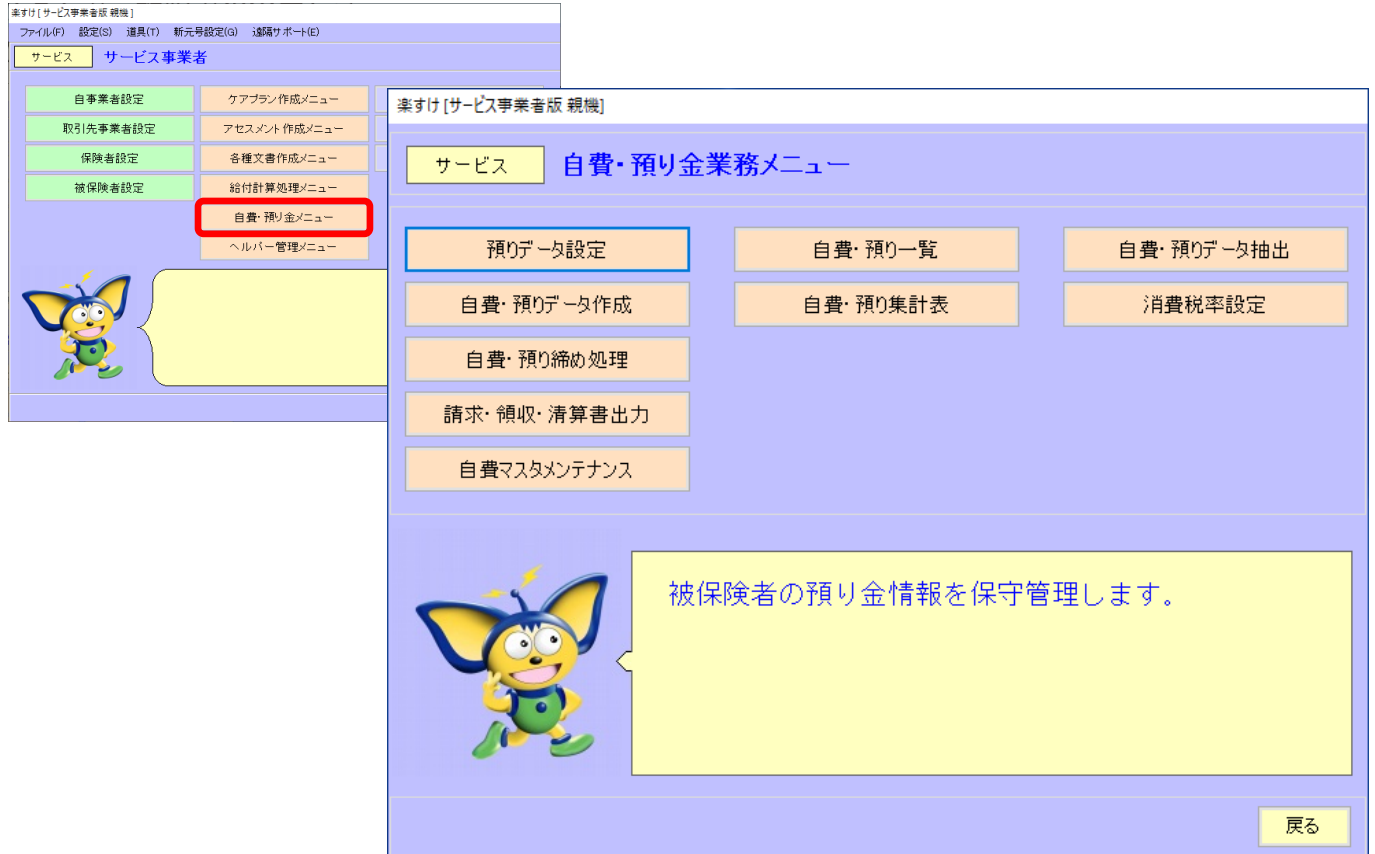 楽すけ [ サービス事業者版 親機 ]
ファイル(F) 設定(S) 道具(T) 新元号設定(G) 遠隔サポート(E)
サービス サービス事業者
自事業者設定 ケアプラン作成メニュー
取引先事業者設定 アセスメント作成メニュー
保険者設定 各種文書作成メニュー
被保険者設定 給付計算処理メニュー
自費・預り金メニュー
ヘルパー管理メニュー
楽すけ [サービス事業者版 親機]
サービス 自費・預り金業務メニュー
預りデータ設定 自費・預り一覧 自費・預りデータ抽出
自費・預りデータ作成 自費・預り集計表 消費税率設定
自費・預り締め処理
請求・領収・清算書出力
自費マスタメンテナンス
被保険者の預り金情報を保守管理します。
戻る